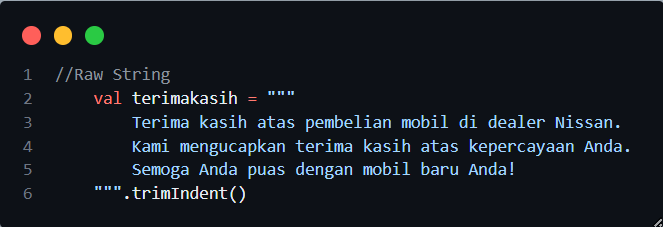 1 //Raw String
2     val terimakasih = """
3         Terima kasih atas pembelian mobil di dealer Nissan.
4         Kami mengucapkan terima kasih atas kepercayaan Anda.
5         Semoga Anda puas dengan mobil baru Anda!
6     """.trimIndent()